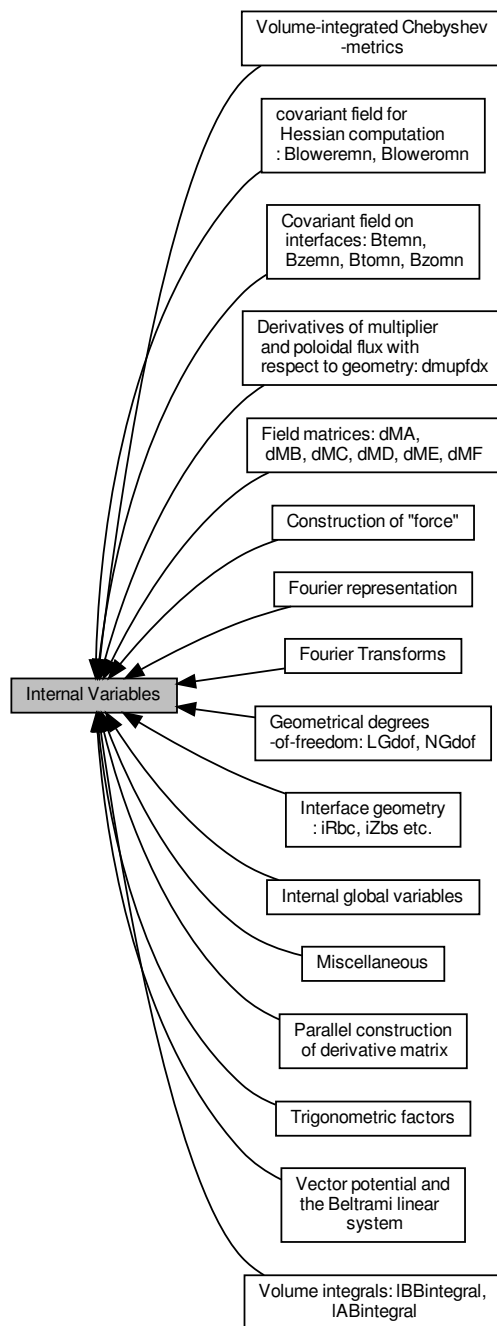 Volume-integrated Chebyshev
-metrics
covariant field for
Hessian computation
: Bloweremn, Bloweromn
Covariant field on
interfaces: Btemn,
Bzemn, Btomn, Bzomn
Derivatives of multiplier
and poloidal flux with
respect to geometry: dmupfdx
Field matrices: dMA,
dMB, dMC, dMD, dME, dMF
Construction of "force"
Fourier representation
Fourier Transforms
Internal Variables
Geometrical degrees
-of-freedom: LGdof, NGdof
Interface geometry
: iRbc, iZbs etc.
Internal global variables
Miscellaneous
Parallel construction
of derivative matrix
Trigonometric factors
Vector potential and
the Beltrami linear
system
Volume integrals: lBBintegral,
lABintegral